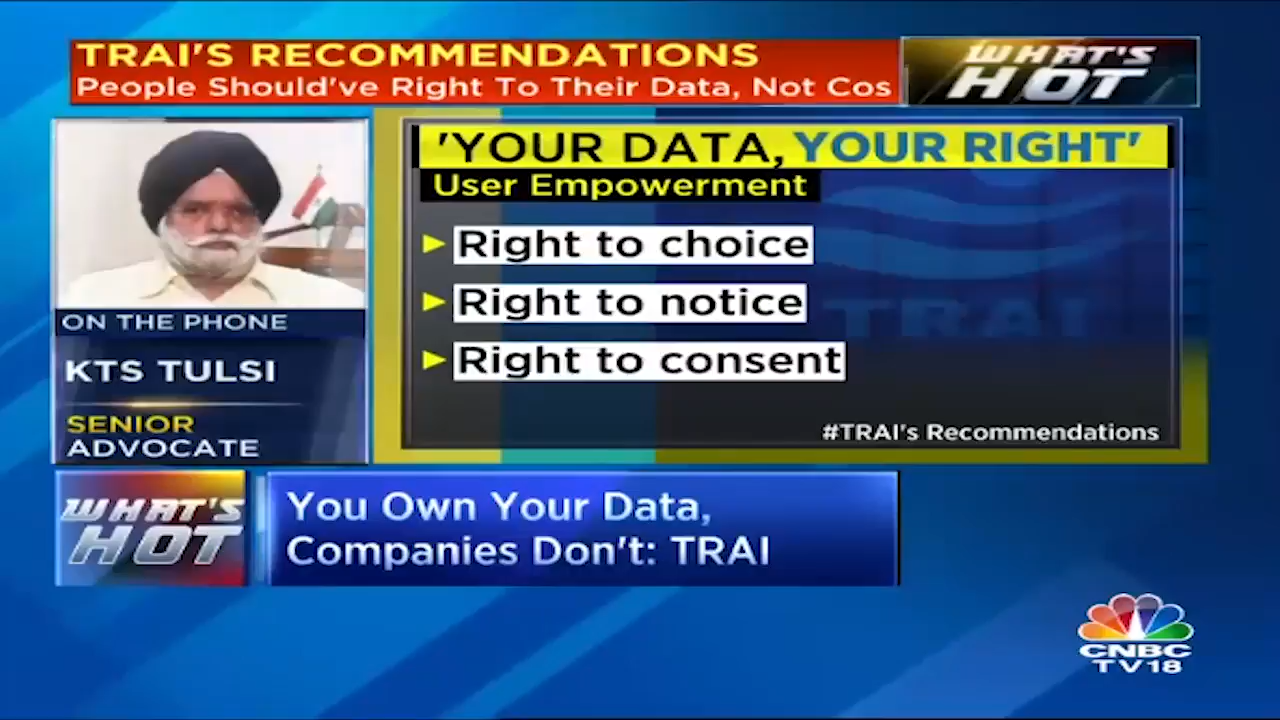 TRAI'S RECOMMENDATIONS
People Should've Right To Their Data, Not Cos
WHAT'S
HOT
'YOUR DATA, YOUR RIGHT'
User Empowerment
Right to choice
Right to notice
Right to consent
TRAI
#TRAI's Recommendations
ON THE PHONE
KTS TULSI
SENIOR
ADVOCATE
WHAT'S
HOT
You Own Your Data,
Companies Don't: TRAI
CNBC
TV18